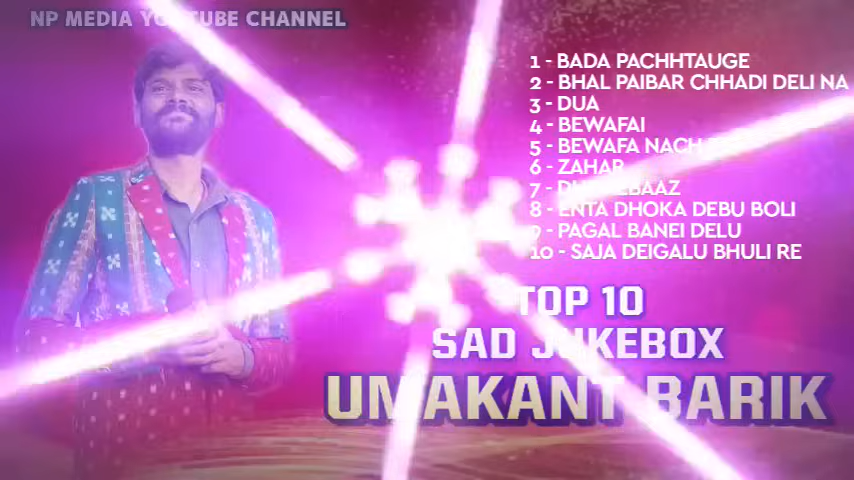 NP MEDIA YOUTUBE CHANNEL
1 - BADA PACHHTAUGE
2 - BHAL PAIBAR CHHADI DELI NA
3 - DUA
4 - BEWAFAI
5 - BEWAFA NACH
6 - ZAHAR
7 -
8 - ENTA DHOKA DEBU BOLI
9 - PAGAL BANEI DELU
10 - SAJA DEIGALU BHULI RE
TOP 10
SAD JUKEBOX
UMAKANT BARIK